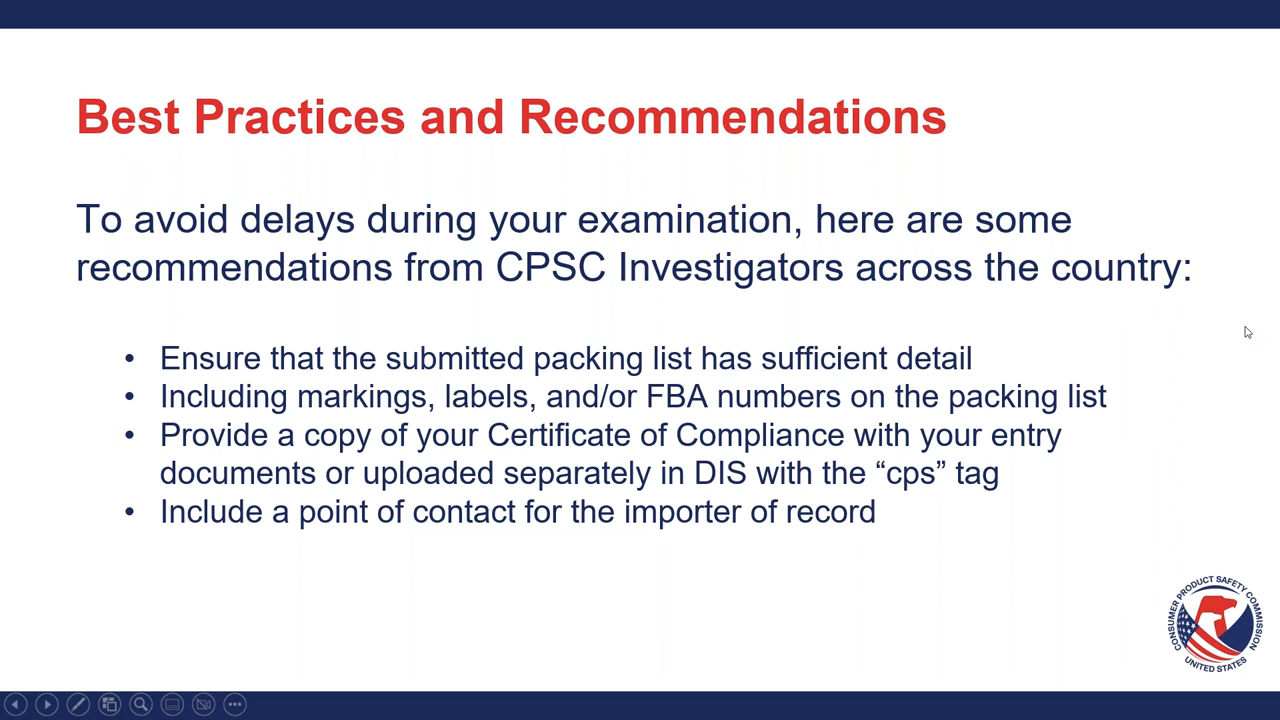 Best Practices and Recommendations
To avoid delays during your examination, here are some
recommendations from CPSC Investigators across the country:
• Ensure that the submitted packing list has sufficient detail
• Including markings, labels, and/or FBA numbers on the packing list
• Provide a copy of your Certificate of Compliance with your entry
documents or uploaded separately in DIS with the “cps” tag
• Include a point of contact for the importer of record
CONSUMER PRODUCT SAFETY COMMISSION
UNITED STATES